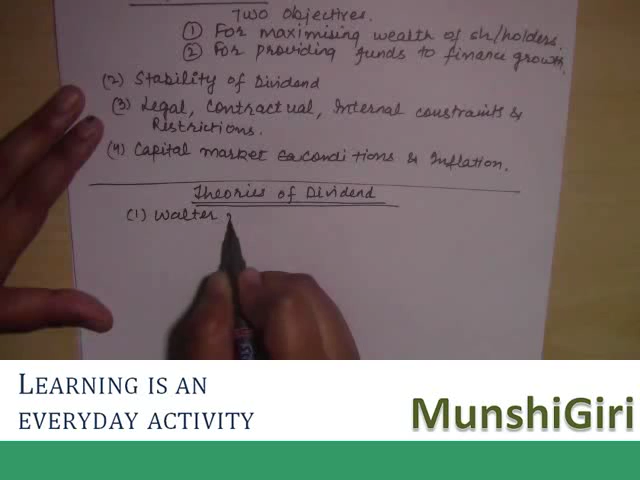 Two Objectives.
① For maximising wealth of sh/holders.
② For providing funds to finance growth.
(2) Stability of Dividend
(3) Legal, Contractual, Internal constraints &
Restrictions.
(4) Capital market conditions & Inflation.
Theories of Dividend
(1) Walter
LEARNING IS AN
EVERYDAY ACTIVITY
MunshiGiri